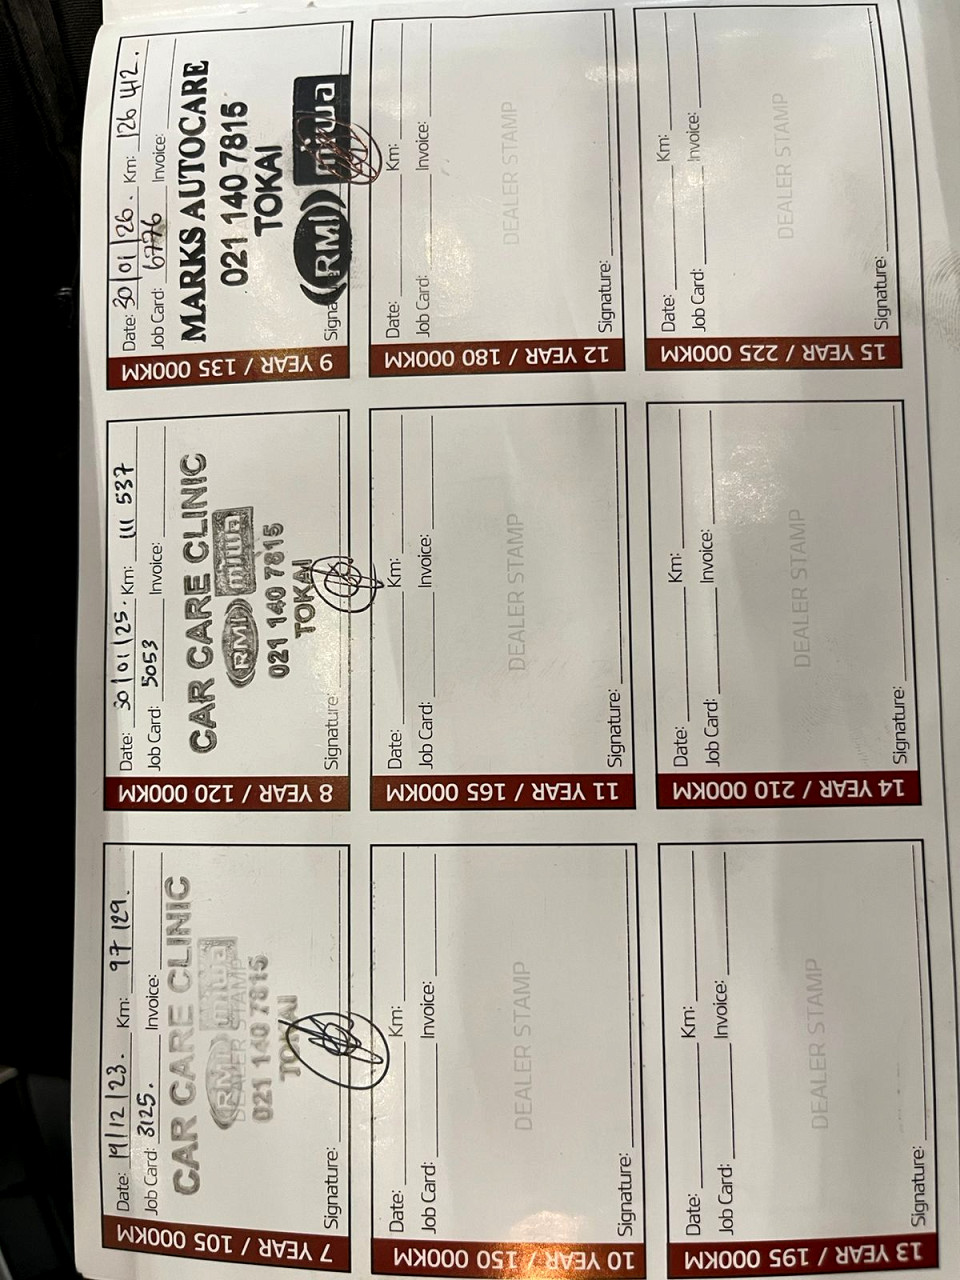 7 YEAR / 105 000KM
Date: 19/12/23. Km: 97 129.
Job Card: 3125. Invoice:
CAR CARE CLINIC
RMI miwa
DEALER STAMP
021 140 7815
TOKAI
Signature:
8 YEAR / 120 000KM
Date: 30/01/25. Km: 111 537
Job Card: 5053 Invoice:
CAR CARE CLINIC
RMI miwa
021 140 7815
TOKAI
Signature:
9 YEAR / 135 000KM
Date: 30/01/26. Km: 126 412.
Job Card: 6776 Invoice:
MARKS AUTOCARE
021 140 7815
TOKAI
RMI miwa
Signa
10 YEAR / 150 000KM
Date: Km:
Job Card: Invoice:
DEALER STAMP
Signature:
11 YEAR / 165 000KM
Date: Km:
Job Card: Invoice:
DEALER STAMP
Signature:
12 YEAR / 180 000KM
Date: Km:
Job Card: Invoice:
DEALER STAMP
Signature:
13 YEAR / 195 000KM
Date: Km:
Job Card: Invoice:
DEALER STAMP
Signature:
14 YEAR / 210 000KM
Date: Km:
Job Card: Invoice:
DEALER STAMP
Signature:
15 YEAR / 225 000KM
Date: Km:
Job Card: Invoice:
DEALER STAMP
Signature: